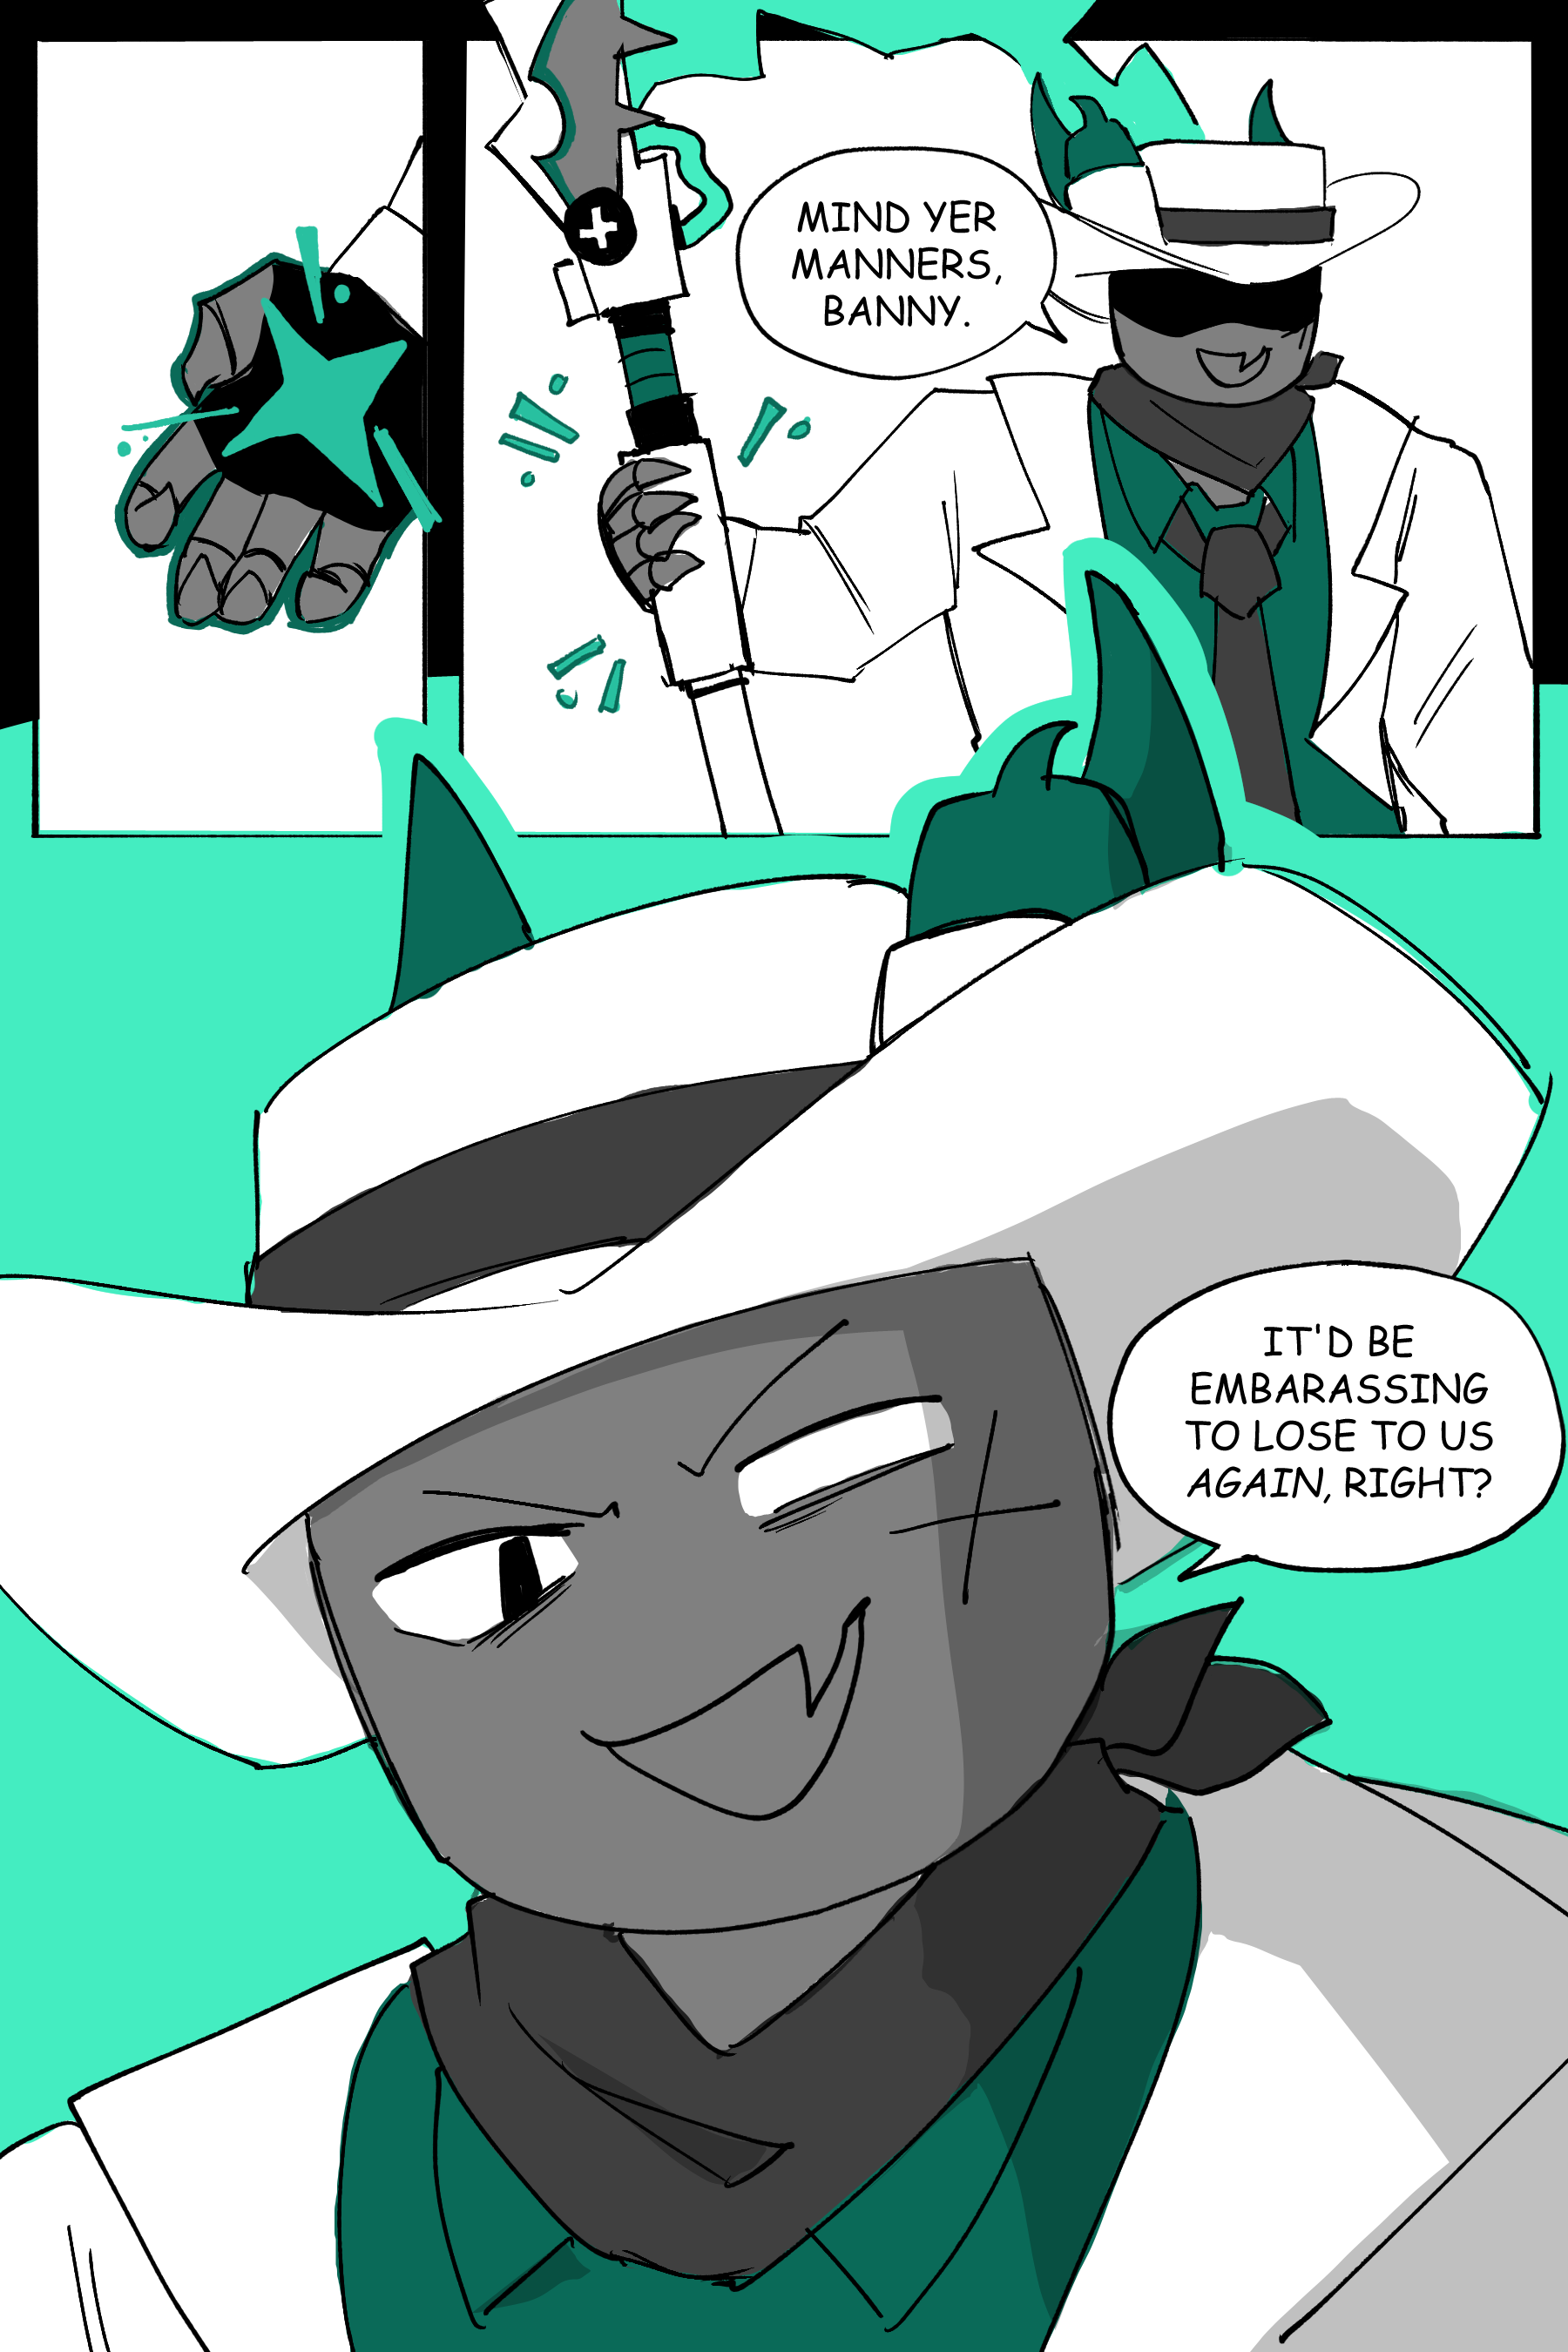 MIND YER
MANNERS,
BANNY.
IT'D BE
EMBARASSING
TO LOSE TO US
AGAIN, RIGHT?